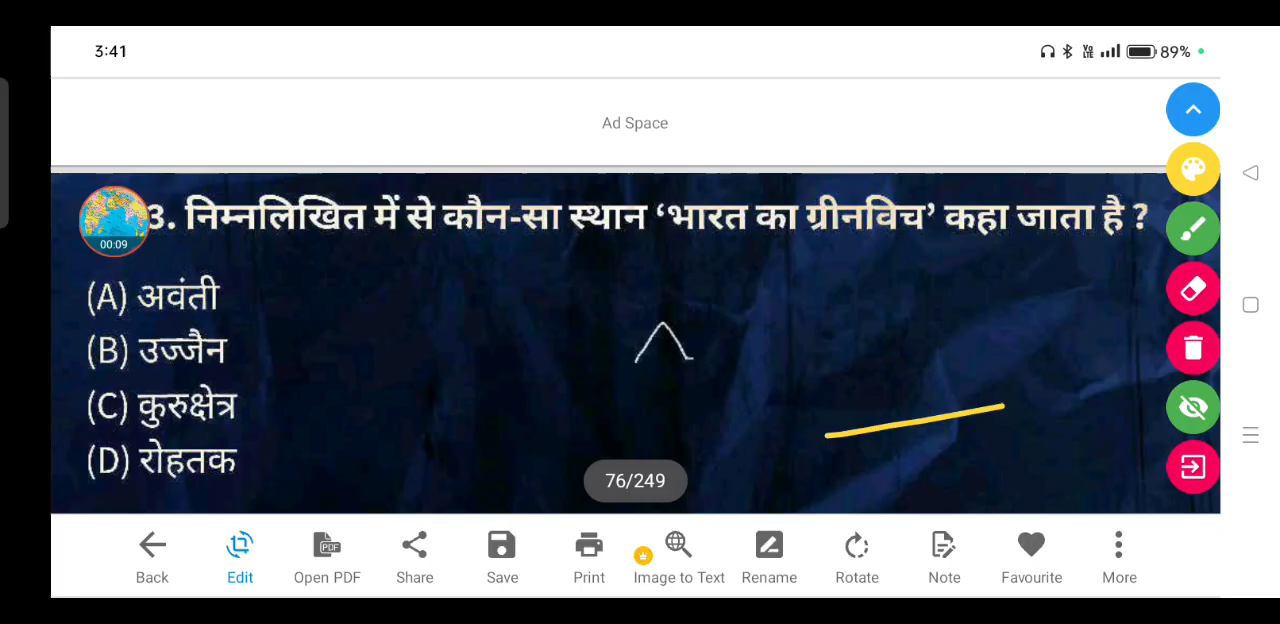 3:41
89%
Ad Space
00:09
3. निम्नलिखित में से कौन-सा स्थान ‘भारत का ग्रीनविच’ कहा जाता है ?
(A) अवंती
(B) उज्जैन
(C) कुरुक्षेत्र
(D) रोहतक
76/249
Back Edit Open PDF Share Save Print Image to Text Rename Rotate Note Favourite More